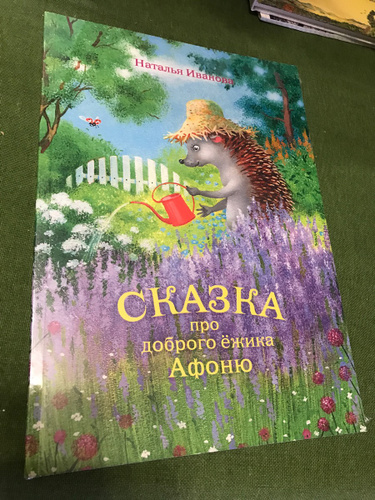 Наталья Иванова
СКАЗКА
про
доброго ёжика
Афоню